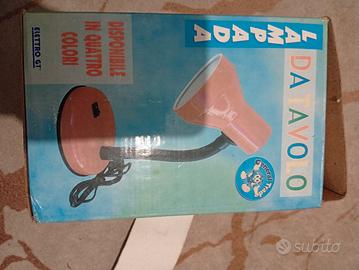 LAMPADA
DA TAVOLO
DISPONIBILE
IN QUATTRO
COLORI
ELETTRO GT
subito